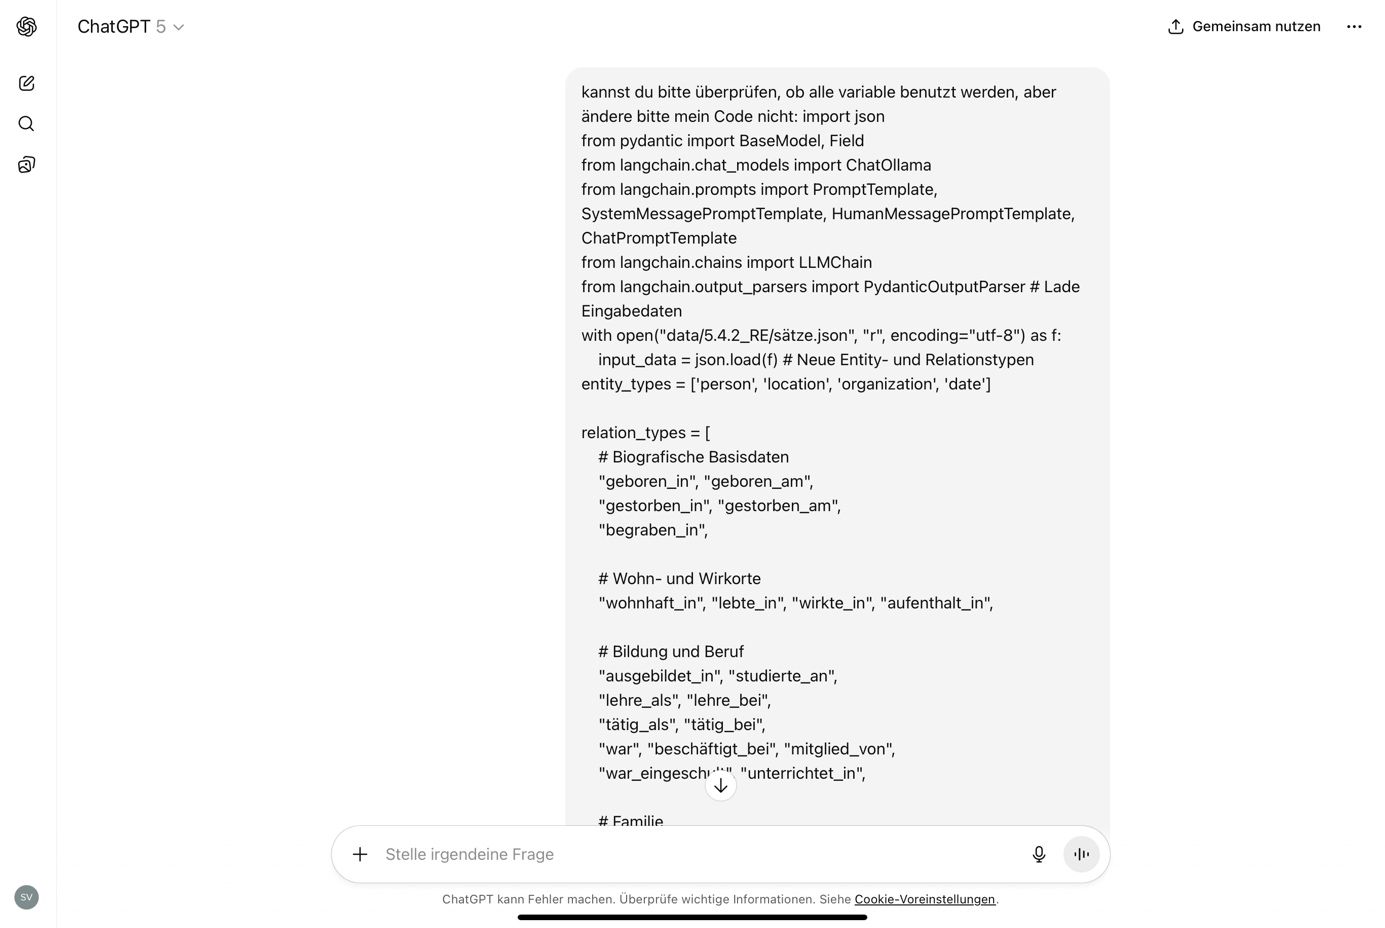 ChatGPT 5
Gemeinsam nutzen
kannst du bitte überprüfen, ob alle variable benutzt werden, aber
ändere bitte mein Code nicht: import json
from pydantic import BaseModel, Field
from langchain.chat_models import ChatOllama
from langchain.prompts import PromptTemplate,
SystemMessagePromptTemplate, HumanMessagePromptTemplate,
ChatPromptTemplate
from langchain.chains import LLMChain
from langchain.output_parsers import PydanticOutputParser # Lade
Eingabedaten
with open("data/5.4.2_RE/sätze.json", "r", encoding="utf-8") as f:
    input_data = json.load(f) # Neue Entity- und Relationstypen
entity_types = ['person', 'location', 'organization', 'date']
relation_types = [
    # Biografische Basisdaten
    "geboren_in", "geboren_am",
    "gestorben_in", "gestorben_am",
    "begraben_in",
    # Wohn- und Wirkorte
    "wohnhaft_in", "lebte_in", "wirkte_in", "aufenthalt_in",
    # Bildung und Beruf
    "ausgebildet_in", "studierte_an",
    "lehre_als", "lehre_bei",
    "tätig_als", "tätig_bei",
    "war", "beschäftigt_bei", "mitglied_von",
    "unterrichtet_in",
    # Familie
Stelle irgendeine Frage
SV
ChatGPT kann Fehler machen. Überprüfe wichtige Informationen. Siehe Cookie-Voreinstellungen.